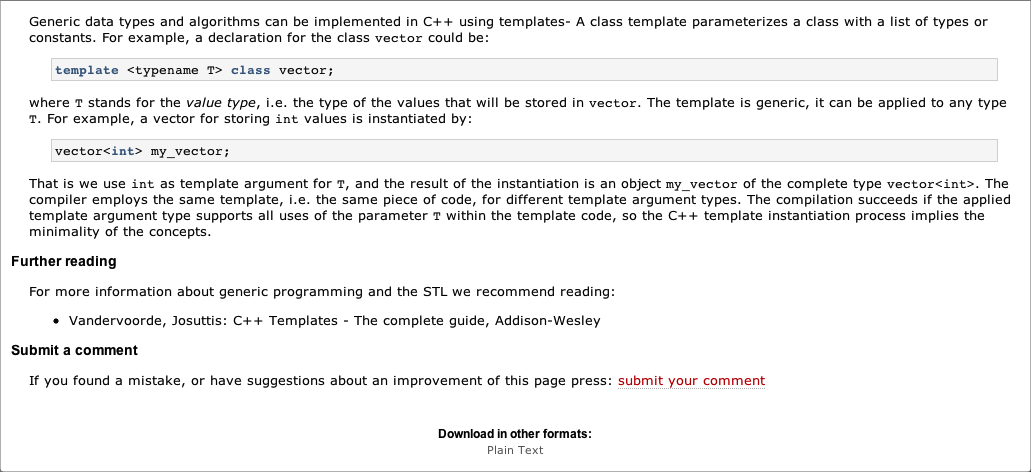 Generic data types and algorithms can be implemented in C++ using templates- A class template parameterizes a class with a list of types or
constants. For example, a declaration for the class vector could be:
template <typename T> class vector;
where T stands for the value type, i.e. the type of the values that will be stored in vector. The template is generic, it can be applied to any type
T. For example, a vector for storing int values is instantiated by:
vector<int> my_vector;
That is we use int as template argument for T, and the result of the instantiation is an object my_vector of the complete type vector<int>. The
compiler employs the same template, i.e. the same piece of code, for different template argument types. The compilation succeeds if the applied
template argument type supports all uses of the parameter T within the template code, so the C++ template instantiation process implies the
minimality of the concepts.
Further reading
For more information about generic programming and the STL we recommend reading:
• Vandervoorde, Josuttis: C++ Templates - The complete guide, Addison-Wesley
Submit a comment
If you found a mistake, or have suggestions about an improvement of this page press: submit your comment
Download in other formats:
Plain Text